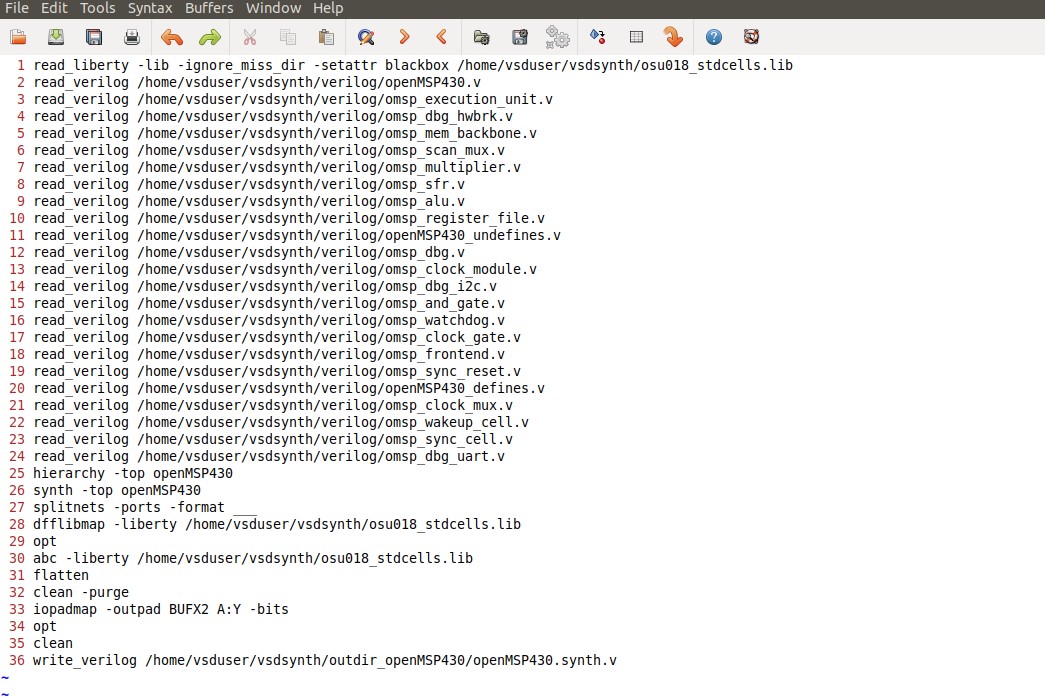 File Edit Tools Syntax Buffers Window Help
1 read_liberty -lib -ignore_miss_dir -setattr blackbox /home/vsduser/vsdsynth/osu018_stdcells.lib
2 read_verilog /home/vsduser/vsdsynth/verilog/openMSP430.v
3 read_verilog /home/vsduser/vsdsynth/verilog/omsp_execution_unit.v
4 read_verilog /home/vsduser/vsdsynth/verilog/omsp_dbg_hwbrk.v
5 read_verilog /home/vsduser/vsdsynth/verilog/omsp_mem_backbone.v
6 read_verilog /home/vsduser/vsdsynth/verilog/omsp_scan_mux.v
7 read_verilog /home/vsduser/vsdsynth/verilog/omsp_multiplier.v
8 read_verilog /home/vsduser/vsdsynth/verilog/omsp_sfr.v
9 read_verilog /home/vsduser/vsdsynth/verilog/omsp_alu.v
10 read_verilog /home/vsduser/vsdsynth/verilog/omsp_register_file.v
11 read_verilog /home/vsduser/vsdsynth/verilog/openMSP430_undefines.v
12 read_verilog /home/vsduser/vsdsynth/verilog/omsp_dbg.v
13 read_verilog /home/vsduser/vsdsynth/verilog/omsp_clock_module.v
14 read_verilog /home/vsduser/vsdsynth/verilog/omsp_dbg_i2c.v
15 read_verilog /home/vsduser/vsdsynth/verilog/omsp_and_gate.v
16 read_verilog /home/vsduser/vsdsynth/verilog/omsp_watchdog.v
17 read_verilog /home/vsduser/vsdsynth/verilog/omsp_clock_gate.v
18 read_verilog /home/vsduser/vsdsynth/verilog/omsp_frontend.v
19 read_verilog /home/vsduser/vsdsynth/verilog/omsp_sync_reset.v
20 read_verilog /home/vsduser/vsdsynth/verilog/openMSP430_defines.v
21 read_verilog /home/vsduser/vsdsynth/verilog/omsp_clock_mux.v
22 read_verilog /home/vsduser/vsdsynth/verilog/omsp_wakeup_cell.v
23 read_verilog /home/vsduser/vsdsynth/verilog/omsp_sync_cell.v
24 read_verilog /home/vsduser/vsdsynth/verilog/omsp_dbg_uart.v
25 hierarchy -top openMSP430
26 synth -top openMSP430
27 splitnets -ports -format ___
28 dfflibmap -liberty /home/vsduser/vsdsynth/osu018_stdcells.lib
29 opt
30 abc -liberty /home/vsduser/vsdsynth/osu018_stdcells.lib
31 flatten
32 clean -purge
33 iopadmap -outpad BUFX2 A:Y -bits
34 opt
35 clean
36 write_verilog /home/vsduser/vsdsynth/outdir_openMSP430/openMSP430.synth.v
~
~